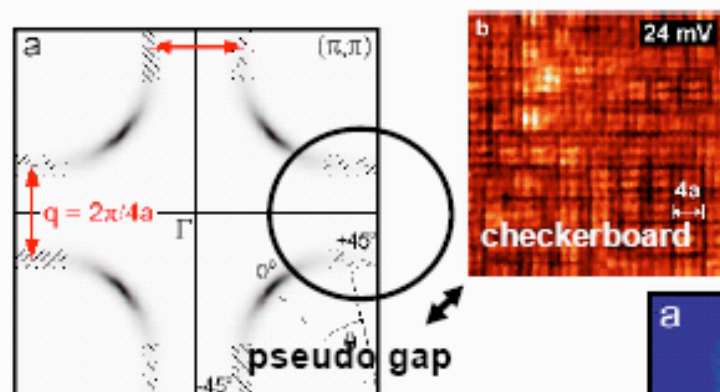 a
(π,π)
q = 2π/4a
Γ
+45°
0°
θ
-45°
pseudo gap
b
24 mV
4a
checkerboard
a